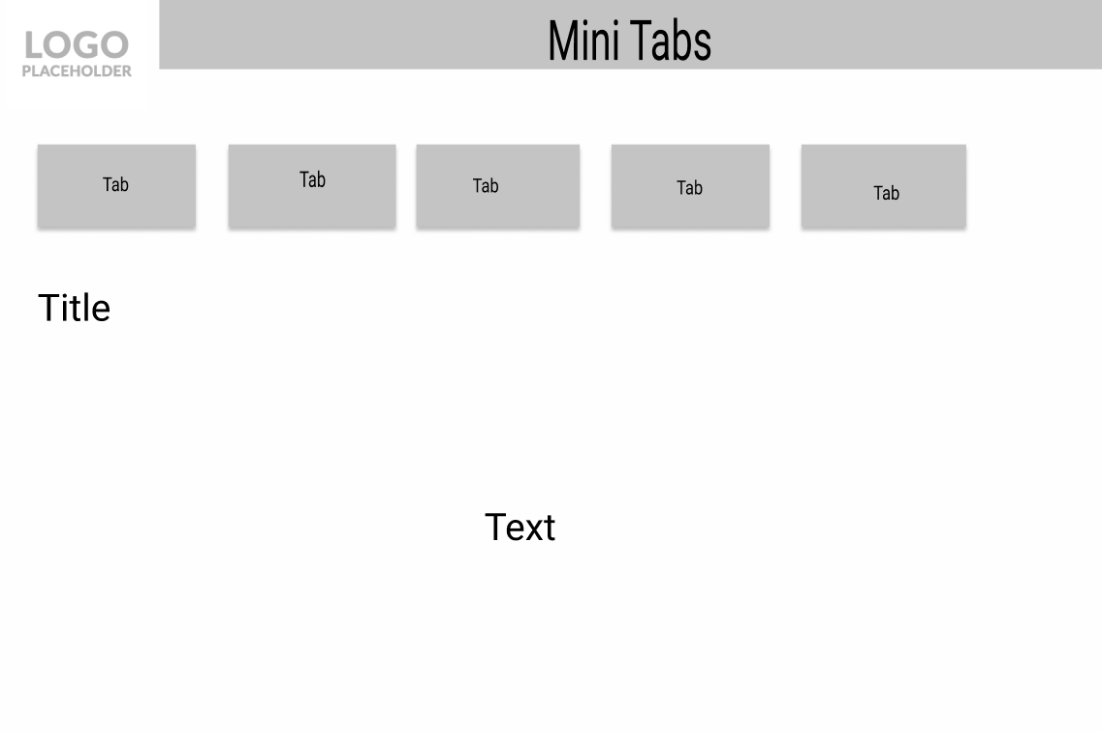 LOGO
PLACEHOLDER
Mini Tabs
Tab
Tab
Tab
Tab
Tab
Title
Text